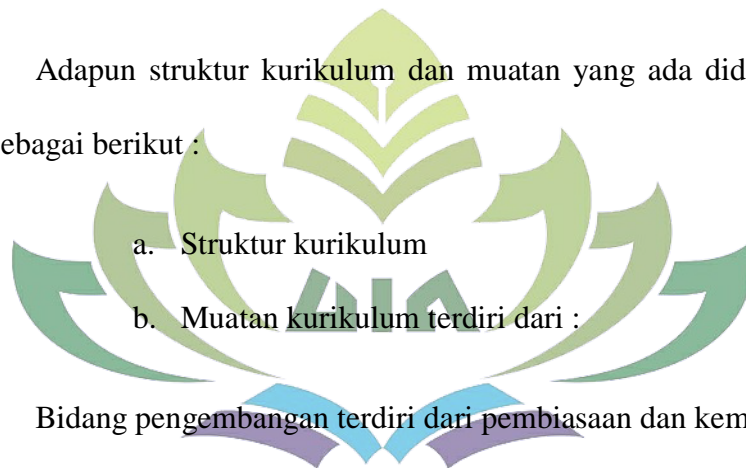 Adapun struktur kurikulum dan muatan yang ada did
ebagai berikut :
a. Struktur kurikulum
b. Muatan kurikulum terdiri dari :
Bidang pengembangan terdiri dari pembiasaan dan kem